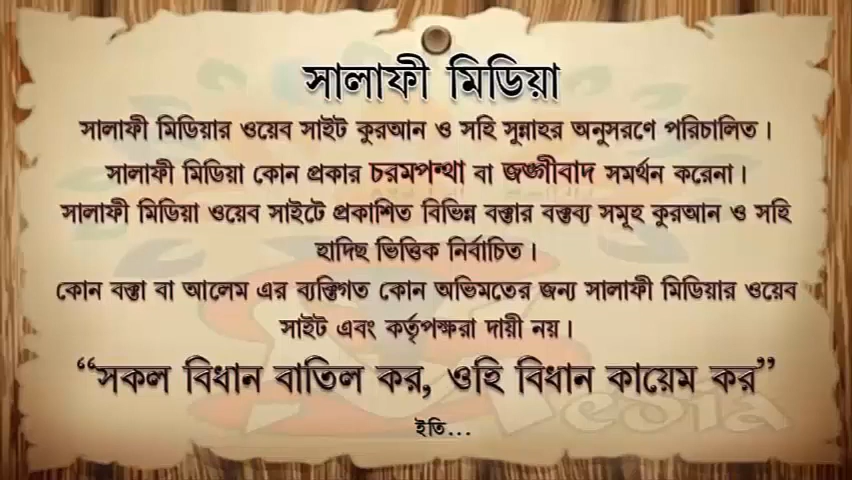 সালাফী মিডিয়া
সালাফী মিডিয়ার ওয়েব সাইট কুরআন ও সহি সুন্নাহর অনুসরণে পরিচালিত।
সালাফী মিডিয়া কোন প্রকার চরমপন্থা বা জঙ্গীবাদ সমর্থন করেনা।
সালাফী মিডিয়া ওয়েব সাইটে প্রকাশিত বিভিন্ন বক্তার বক্তব্য সমূহ কুরআন ও সহি
হাদিছ ভিত্তিক নির্বাচিত।
কোন বক্তা বা আলেম এর ব্যক্তিগত কোন অভিমতের জন্য সালাফী মিডিয়ার ওয়েব
সাইট এবং কর্তৃপক্ষরা দায়ী নয়।
“সকল বিধান বাতিল কর, ওহি বিধান কায়েম কর”
Media
ইতি...